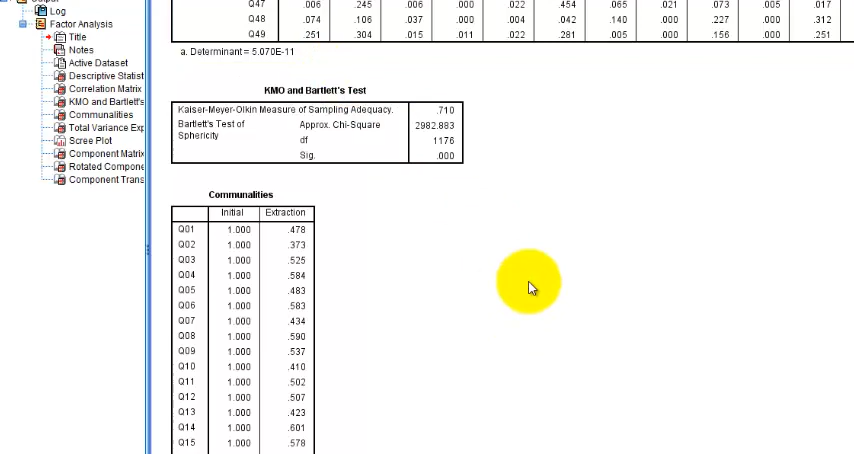 Log
Factor Analysis
Title
Notes
Active Dataset
Descriptive Statist
Correlation Matrix
KMO and Bartlett's
Communalities
Total Variance Exp
Scree Plot
Component Matrix
Rotated Compone
Component Trans
Q47 .006 .245 .006 .000 .022 .454 .065 .021 .073 .005 .017
Q48 .074 .106 .037 .000 .022 .004 .042 .140 .000 .227 .000 .312
Q49 .251 .304 .015 .011 .022 .281 .005 .000 .156 .000 .251
a. Determinant = 5.070E-11
KMO and Bartlett's Test
Kaiser-Meyer-Olkin Measure of Sampling Adequacy. .710
Bartlett's Test of Approx. Chi-Square 2982.883
Sphericity
df 1176
Sig. .000
Communalities
Initial Extraction
Q01 1.000 .478
Q02 1.000 .373
Q03 1.000 .525
Q04 1.000 .584
Q05 1.000 .483
Q06 1.000 .583
Q07 1.000 .434
Q08 1.000 .590
Q09 1.000 .537
Q10 1.000 .410
Q11 1.000 .502
Q12 1.000 .507
Q13 1.000 .423
Q14 1.000 .601
Q15 1.000 .578